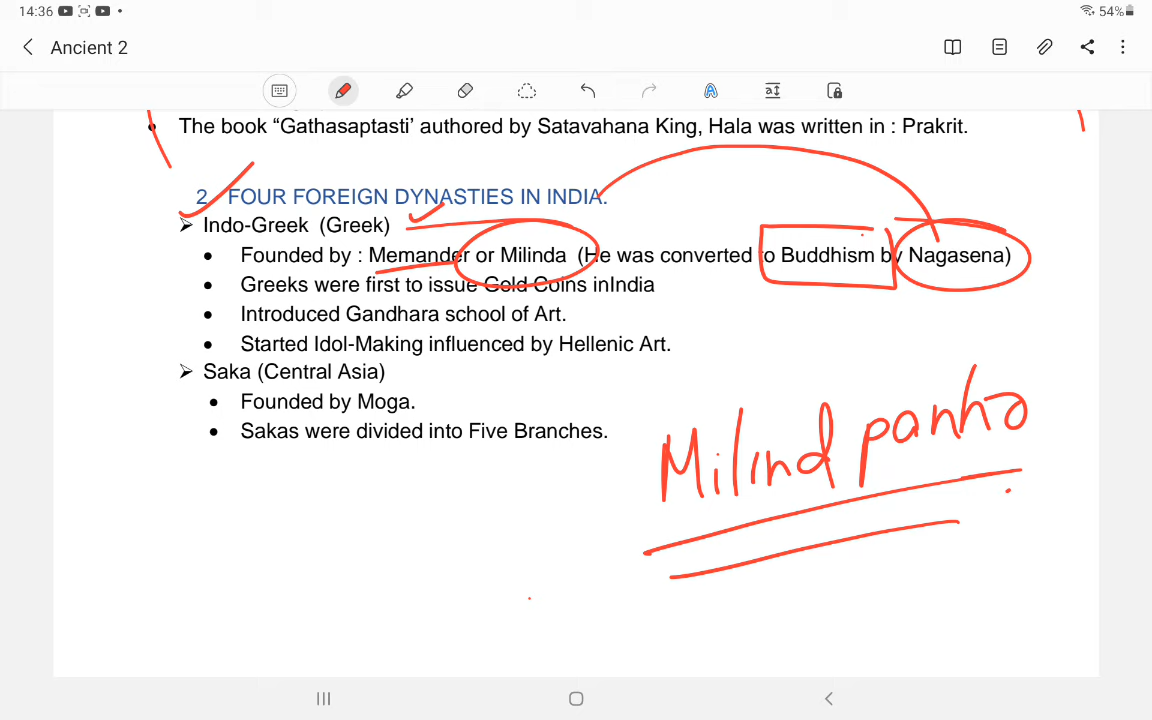 14:36 54%
Ancient 2
The book “Gathasaptasti’ authored by Satavahana King, Hala was written in : Prakrit.
2. FOUR FOREIGN DYNASTIES IN INDIA.
Indo-Greek (Greek)
Founded by : Memander or Milinda (He was converted to Buddhism by Nagasena)
Greeks were first to issue Gold Coins inIndia
Introduced Gandhara school of Art.
Started Idol-Making influenced by Hellenic Art.
Saka (Central Asia)
Founded by Moga.
Sakas were divided into Five Branches.
Milind panho